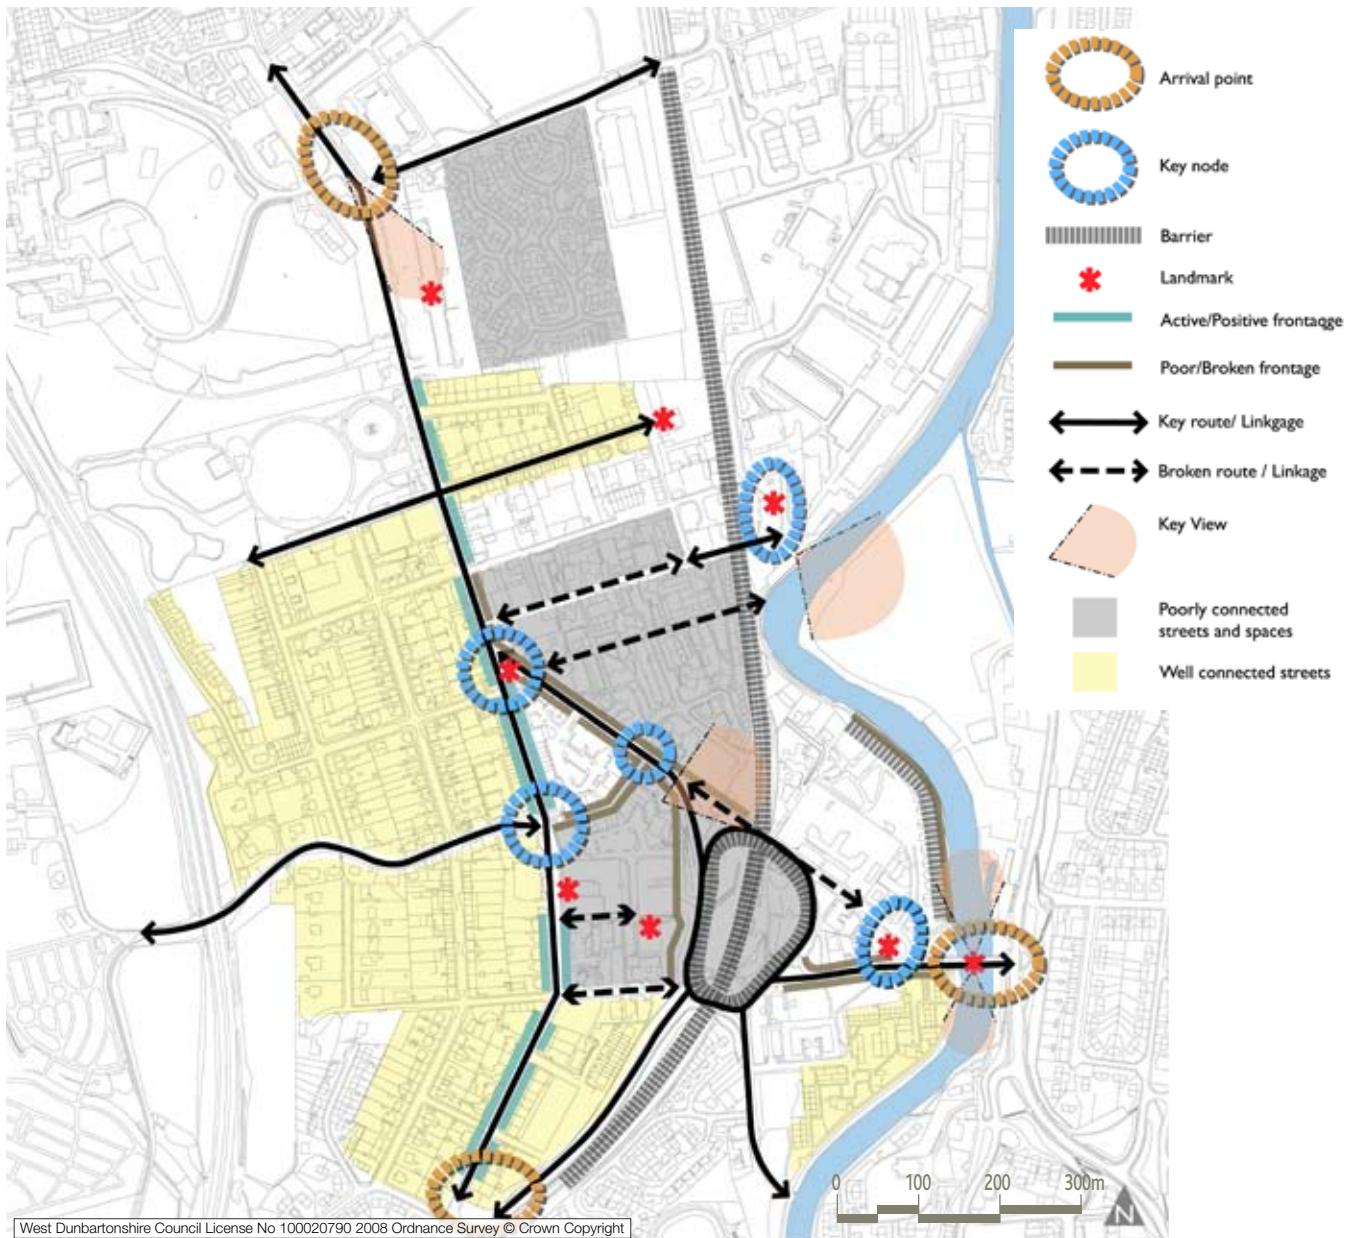 Arrival point
Key node
Barrier
Landmark
Active/Positive frontaqge
Poor/Broken frontage
Key route/ Linkgage
Broken route / Linkage
Key View
Poorly connected
streets and spaces
Well connected streets
0 100 200 300m
N
West Dunbartonshire Council License No 100020790 2008 Ordnance Survey © Crown Copyright